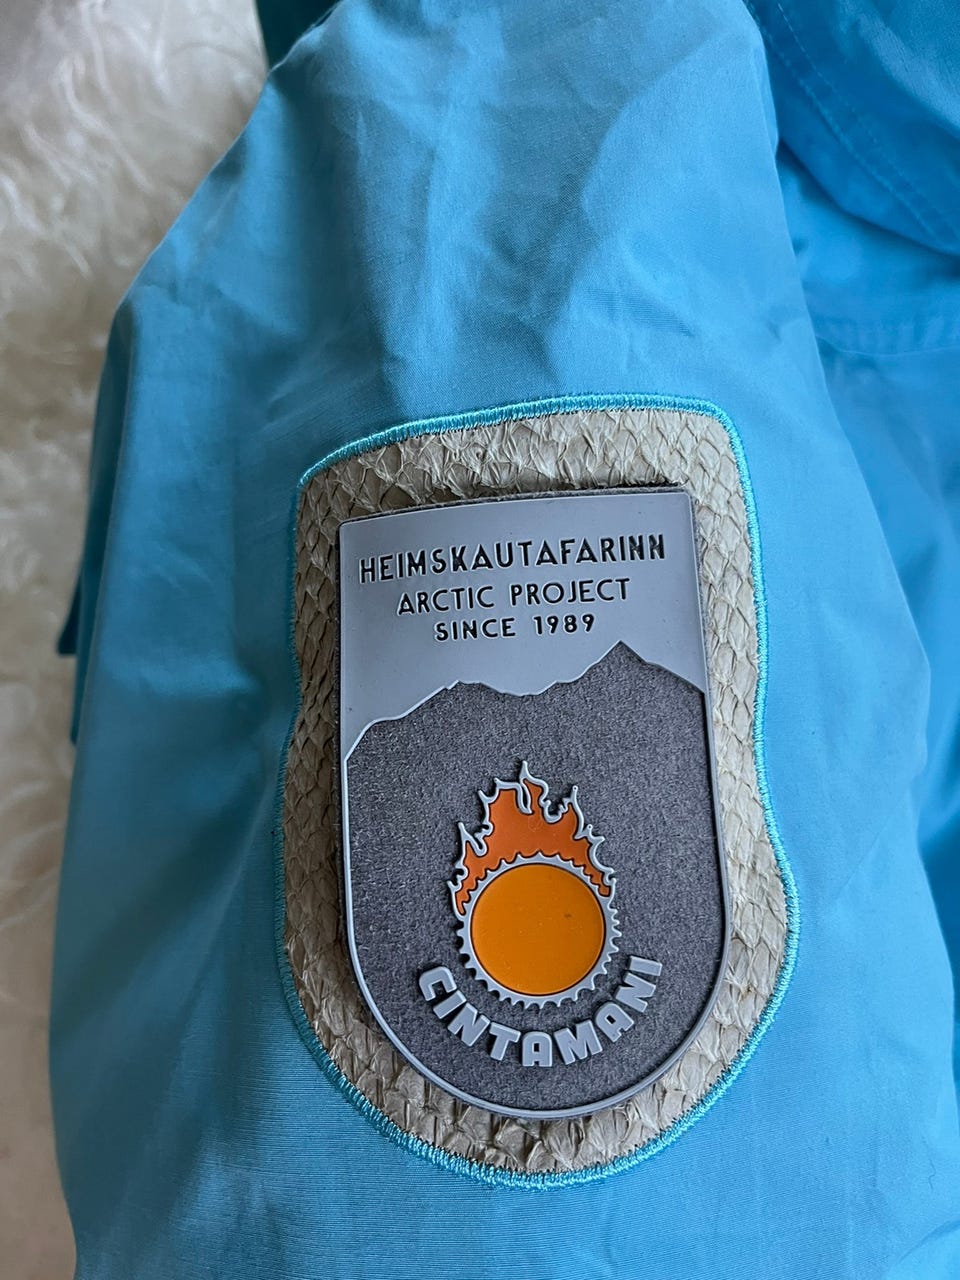 HEIMSKAUTAFARINN
ARCTIC PROJECT
SINCE 1989
CINTAMANI